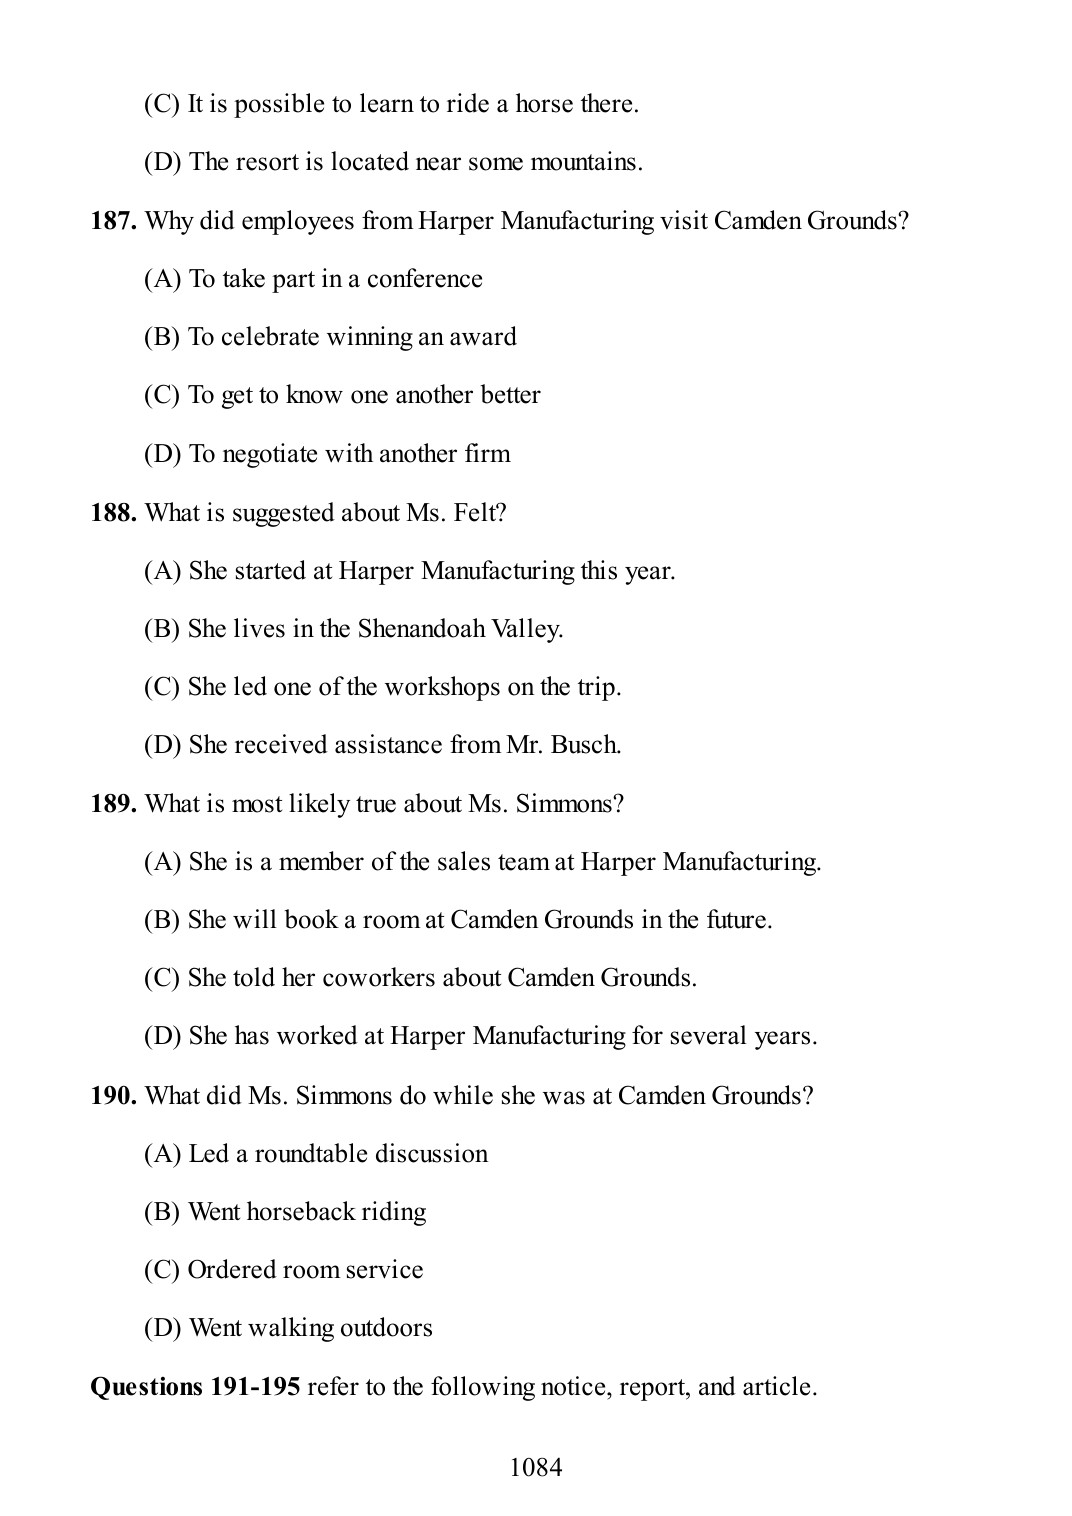 (C) It is possible to learn to ride a horse there.
(D) The resort is located near some mountains.
187. Why did employees from Harper Manufacturing visit Camden Grounds?
(A) To take part in a conference
(B) To celebrate winning an award
(C) To get to know one another better
(D) To negotiate with another firm
188. What is suggested about Ms. Felt?
(A) She started at Harper Manufacturing this year.
(B) She lives in the Shenandoah Valley.
(C) She led one of the workshops on the trip.
(D) She received assistance from Mr. Busch.
189. What is most likely true about Ms. Simmons?
(A) She is a member of the sales team at Harper Manufacturing.
(B) She will book a room at Camden Grounds in the future.
(C) She told her coworkers about Camden Grounds.
(D) She has worked at Harper Manufacturing for several years.
190. What did Ms. Simmons do while she was at Camden Grounds?
(A) Led a roundtable discussion
(B) Went horseback riding
(C) Ordered room service
(D) Went walking outdoors
Questions 191-195 refer to the following notice, report, and article.
1084